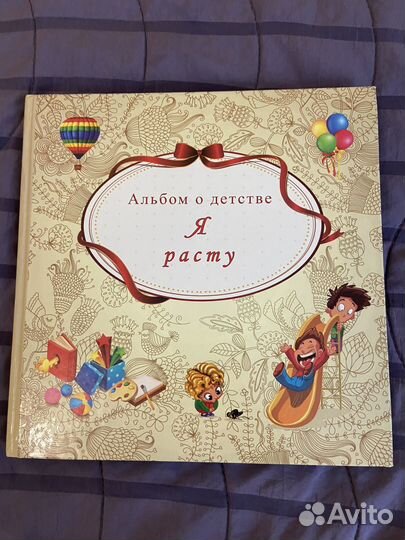 Альбом о детстве
Я
расту
Avito